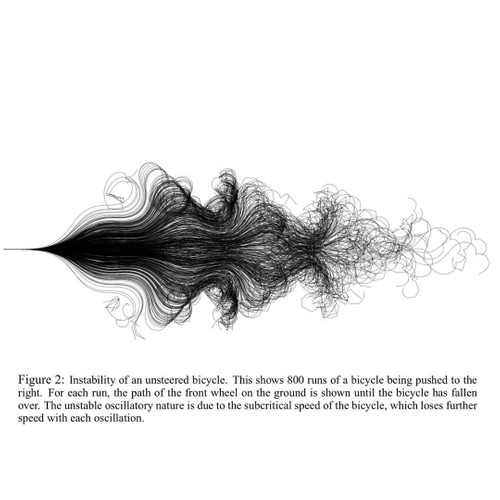 Figure 2: Instability of an unsteered bicycle. This shows 800 runs of a bicycle being pushed to the
right. For each run, the path of the front wheel on the ground is shown until the bicycle has fallen
over. The unstable oscillatory nature is due to the subcritical speed of the bicycle, which loses further
speed with each oscillation.